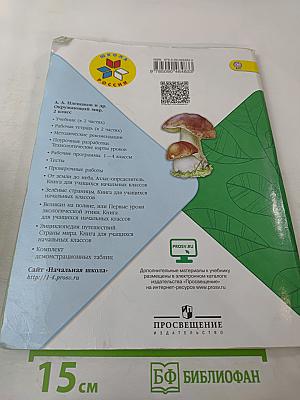 ШКОЛА
РОССИИ
А. А. Плешаков и др.
Окружающий мир.
2 класс
• Учебник (в 2 частях)
• Рабочая тетрадь (в 2 частях)
• Методические рекомендации
• Поурочные разработки:
Технологические карты уроков
• Рабочие программы. 1—4 классы
• Тесты
• Проверочные работы
• От земли до неба. Атлас-определитель.
Книга для учащихся начальных классов
• Зелёные страницы. Книга для учащихся
начальных классов
• Великан на поляне, или Первые уроки
экологической этики. Книга для учащихся
начальных классов
• Энциклопедия путешествий.
Страны мира. Книга для учащихся
начальных классов
• Комплект
демонстрационных таблиц
Сайт «Начальная школа»
http://1-4.prosv.ru
PROSV.RU
Дополнительные материалы к учебнику
размещены в электронном каталоге
издательства «Просвещение»
на интернет-ресурсе www.prosv.ru
ПРОСВЕЩЕНИЕ
ИЗДАТЕЛЬСТВО
15 см
БФ БИБЛИОФАН